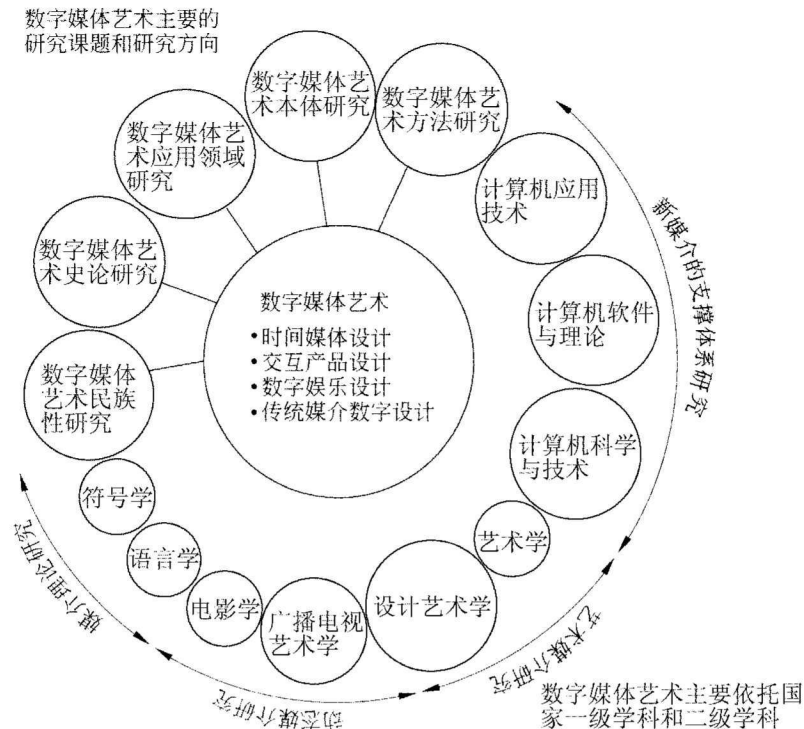 数字媒体艺术主要的
研究课题和研究方向
数字媒体艺
术本体研究
数字媒体艺
术方法研究
数字媒体艺
术应用领域
研究
计算机应用
技术
数字媒体艺
术史论研究
新媒介的支撑体系研究
数字媒体艺术
•时间媒体设计
•交互产品设计
•数字娱乐设计
•传统媒介数字设计
计算机软件
与理论
数字媒体
艺术民族
性研究
计算机科学
与技术
符号学
艺术学
语言学
电影学
广播电视
艺术学
设计艺术学
媒介理论研究
动态媒介研究
艺术媒介研究
数字媒体艺术主要依托国
家一级学科和二级学科